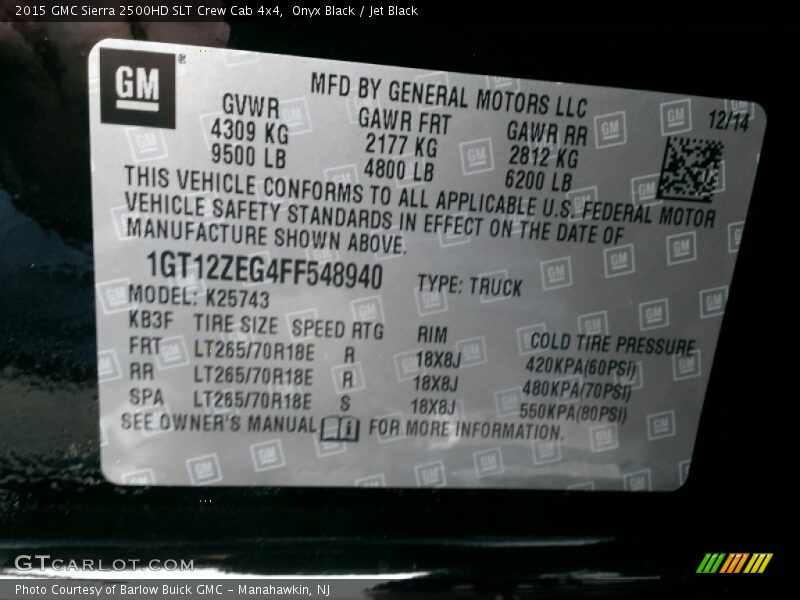 2015 GMC Sierra 2500HD SLT Crew Cab 4x4,  Onyx Black / Jet Black
GM®
MFD BY GENERAL MOTORS LLC
12/14
GVWR GAWR FRT GAWR RR
4309 KG 2177 KG 2812 KG
9500 LB 4800 LB 6200 LB
THIS VEHICLE CONFORMS TO ALL APPLICABLE U.S. FEDERAL MOTOR
VEHICLE SAFETY STANDARDS IN EFFECT ON THE DATE OF
MANUFACTURE SHOWN ABOVE.
1GT12ZEG4FF548940 TYPE: TRUCK
MODEL: K25743
KB3F TIRE SIZE SPEED RTG RIM COLD TIRE PRESSURE
FRT LT265/70R18E R 18X8J 420KPA(60PSI)
RR LT265/70R18E R 18X8J 480KPA(70PSI)
SPA LT265/70R18E S 18X8J 550KPA(80PSI)
SEE OWNER'S MANUAL FOR MORE INFORMATION.
GTCARLOT.COM
Photo Courtesy of Barlow Buick GMC - Manahawkin, NJ